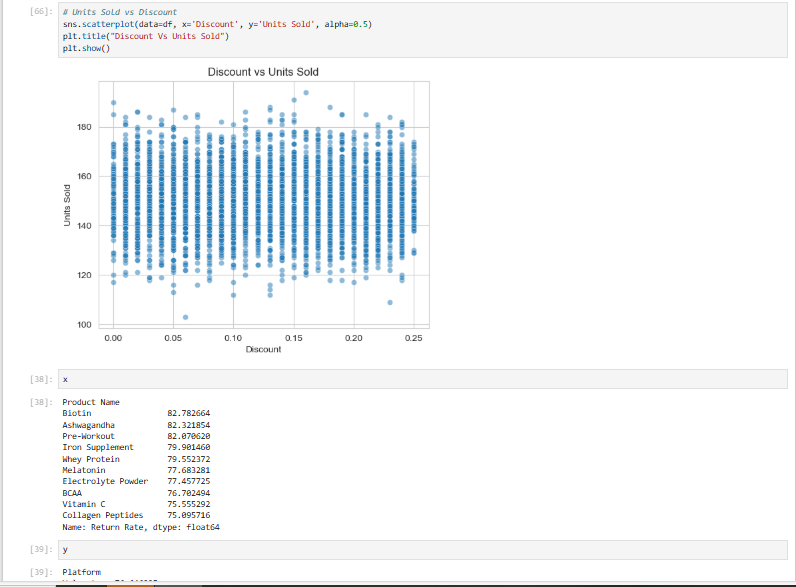 [66]: # Units Sold vs Discount
sns.scatterplot(data=df, x='Discount', y='Units Sold', alpha=0.5)
plt.title("Discount Vs Units Sold")
plt.show()
Discount vs Units Sold
180
160
140
120
100
Units Sold
0.00 0.05 0.10 0.15 0.20 0.25
Discount
[38]: x
[38]: Product Name
Biotin 82.782664
Ashwagandha 82.321854
Pre-Workout 82.070620
Iron Supplement 79.901460
Whey Protein 79.552372
Melatonin 77.683281
Electrolyte Powder 77.457725
BCAA 76.702494
Vitamin C 75.555292
Collagen Peptides 75.095716
Name: Return Rate, dtype: float64
[39]: y
[39]: Platform